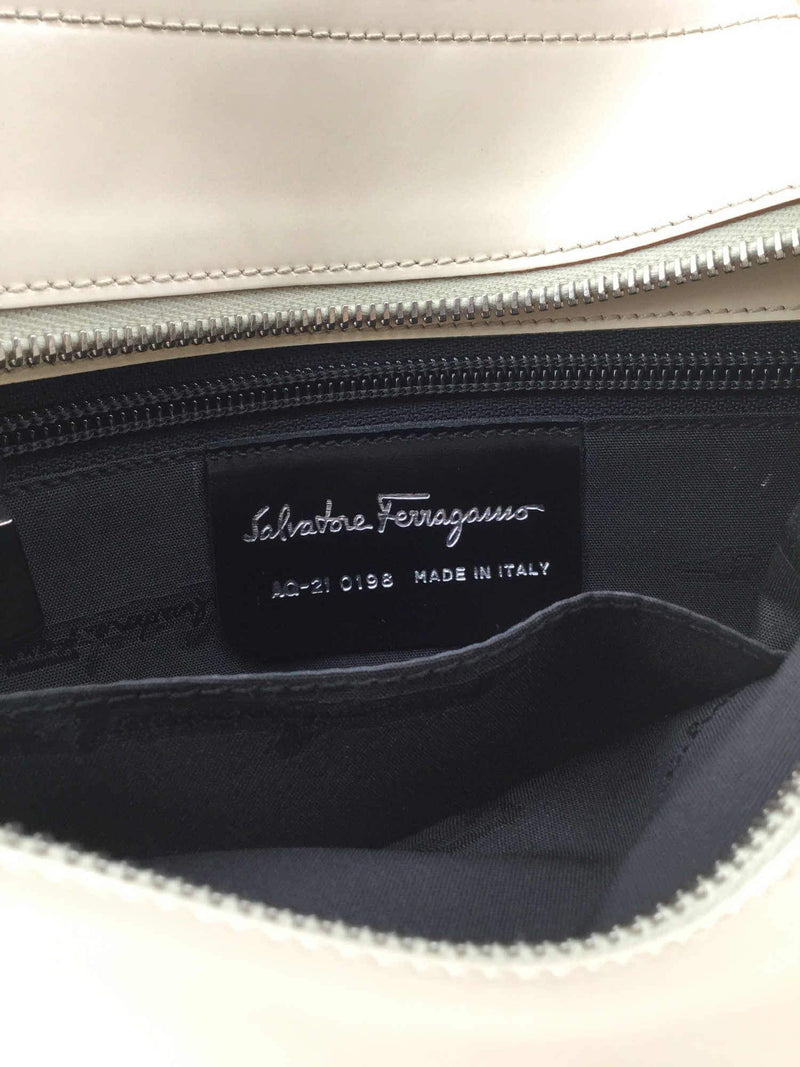 Salvatore Ferragamo
AQ-21 0198 MADE IN ITALY